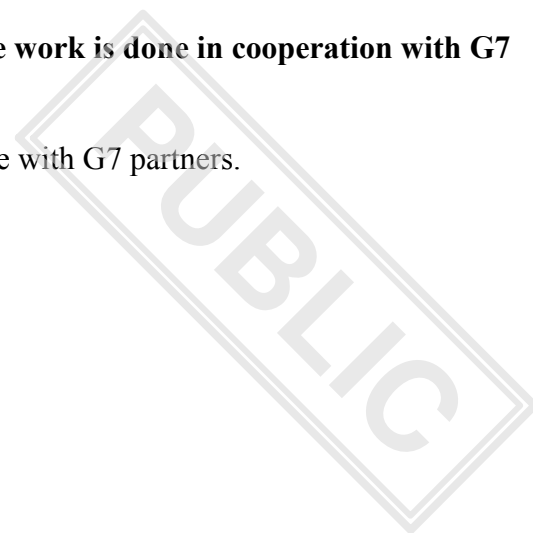 e work is done in cooperation with G7
e with G7 partners.
PUBLIC